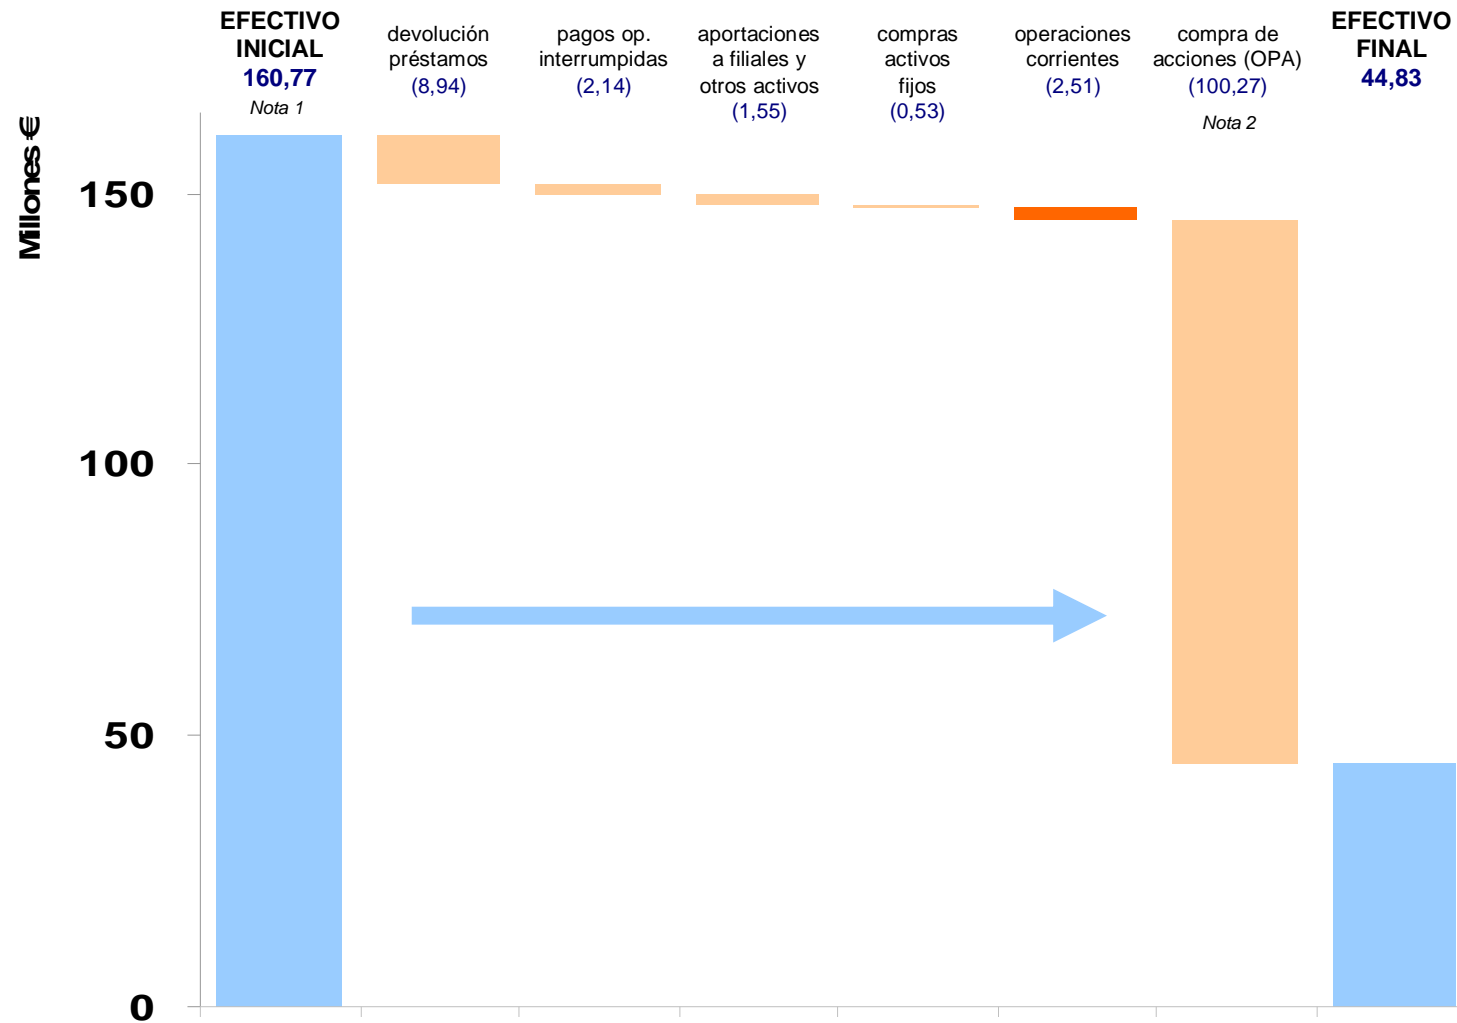 EFECTIVO
INICIAL
160,77
Nota 1
devolución
préstamos
(8,94)
pagos op.
interrumpidas
(2,14)
aportaciones
a filiales y
otros activos
(1,55)
compras
activos
fijos
(0,53)
operaciones
corrientes
(2,51)
compra de
acciones (OPA)
(100,27)
Nota 2
EFECTIVO
FINAL
44,83
Millones €
150
100
50
0